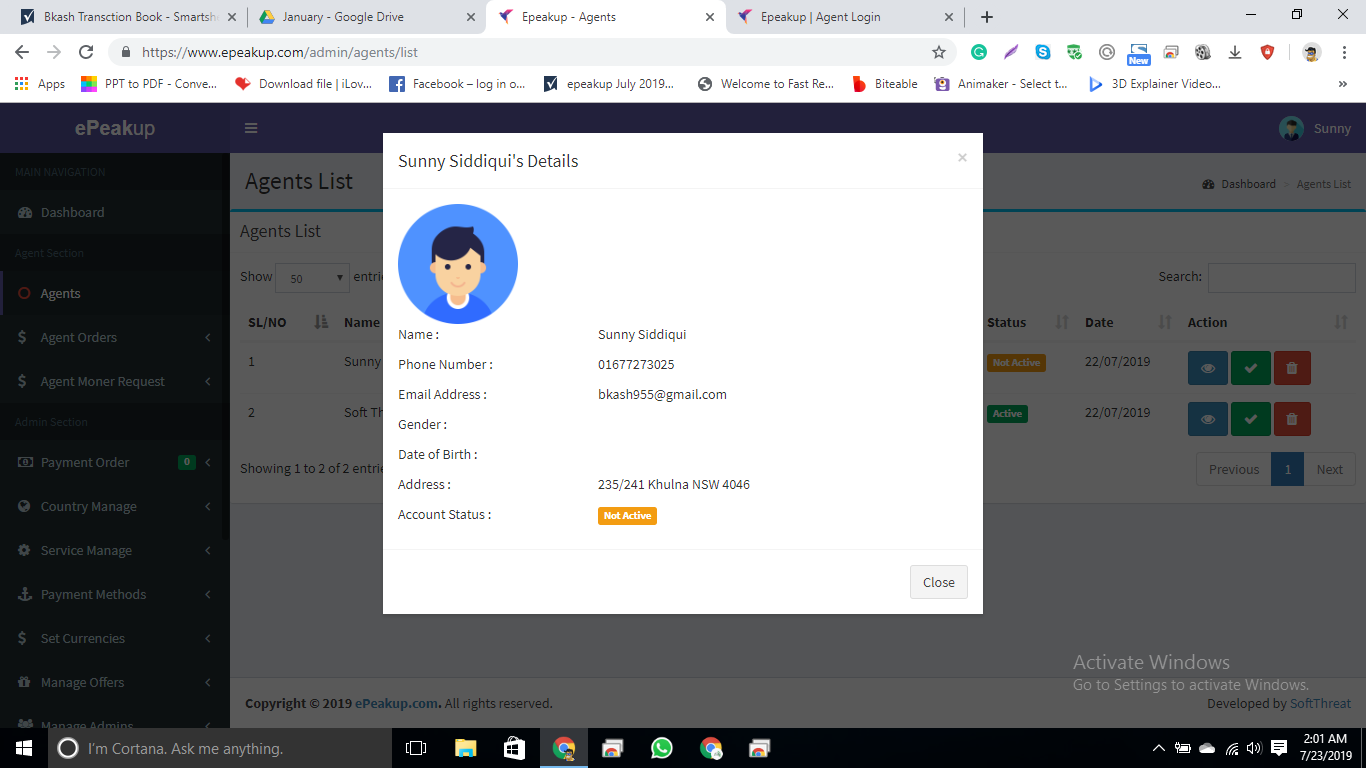 Bkash Transction Book - Smartsh
January - Google Drive
Epeakup - Agents
Epeakup | Agent Login
https://www.epeakup.com/admin/agents/list
New
Apps
PPT to PDF - Conve...
Download file | iLov...
Facebook – log in o...
epeakup July 2019...
Welcome to Fast Re...
Biteable
Animaker - Select t...
3D Explainer Video...
»
ePeakup
Sunny
MAIN NAVIGATION
Dashboard
Agent Section
Agents
Agent Orders
Agent Moner Request
Admin Section
Payment Order 0
Country Manage
Service Manage
Payment Methods
Set Currencies
Manage Offers
Manage Admins
Agents List
Dashboard > Agents List
Agents List
Show 50 entri
Search:
SL/NO Name Status Date Action
1 Sunny Not Active 22/07/2019
2 Soft Th Active 22/07/2019
Showing 1 to 2 of 2 entrie
Previous 1 Next
Sunny Siddiqui's Details
×
Name : Sunny Siddiqui
Phone Number : 01677273025
Email Address : bkash955@gmail.com
Gender :
Date of Birth :
Address : 235/241 Khulna NSW 4046
Account Status : Not Active
Close
Activate Windows
Go to Settings to activate Windows.
Copyright © 2019 ePeakup.com. All rights reserved.
Developed by SoftThreat
I'm Cortana. Ask me anything.
2:01 AM
7/23/2019